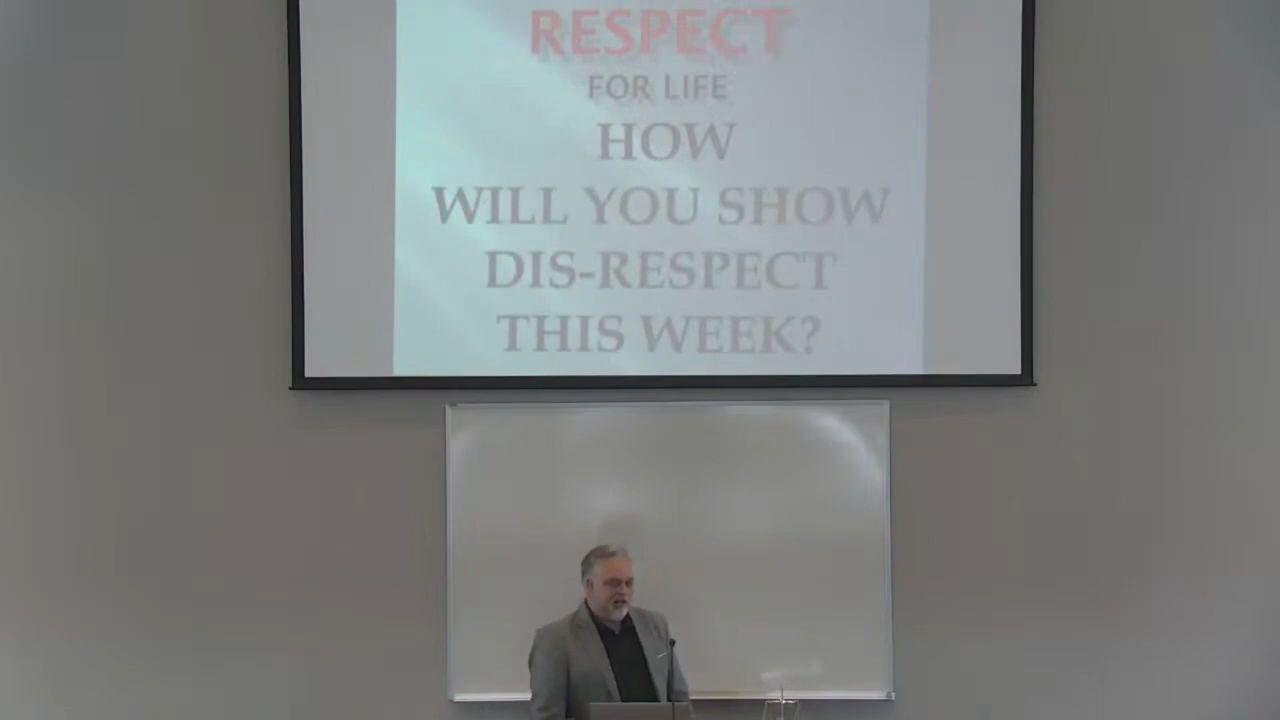 RESPECT
FOR LIFE
HOW
WILL YOU SHOW
DIS-RESPECT
THIS WEEK?